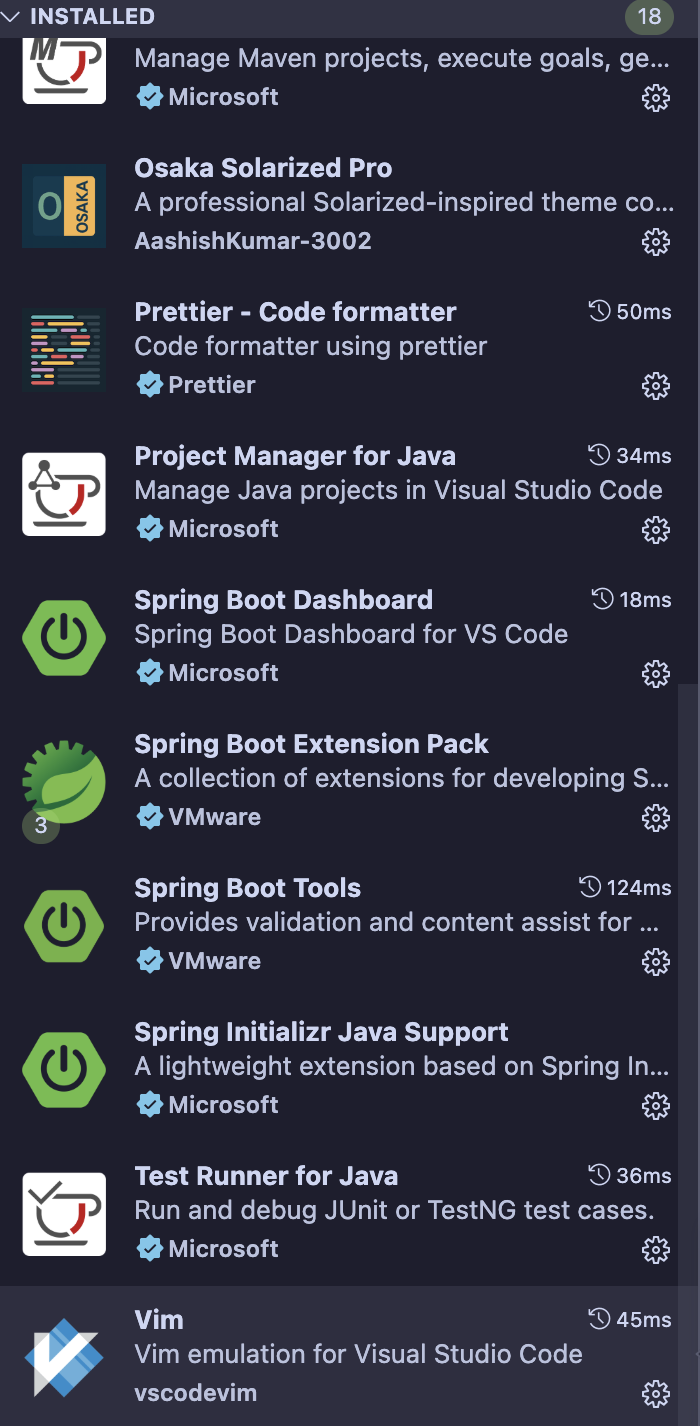 INSTALLED 18
M
Manage Maven projects, execute goals, ge...
Microsoft
Osaka Solarized Pro
O OSAKA
A professional Solarized-inspired theme co...
AashishKumar-3002
Prettier - Code formatter 50ms
Code formatter using prettier
Prettier
Project Manager for Java 34ms
Manage Java projects in Visual Studio Code
Microsoft
Spring Boot Dashboard 18ms
Spring Boot Dashboard for VS Code
Microsoft
Spring Boot Extension Pack
A collection of extensions for developing S...
3
VMware
Spring Boot Tools 124ms
Provides validation and content assist for ...
VMware
Spring Initializr Java Support
A lightweight extension based on Spring In...
Microsoft
Test Runner for Java 36ms
Run and debug JUnit or TestNG test cases.
Microsoft
Vim 45ms
Vim emulation for Visual Studio Code
vscodevim